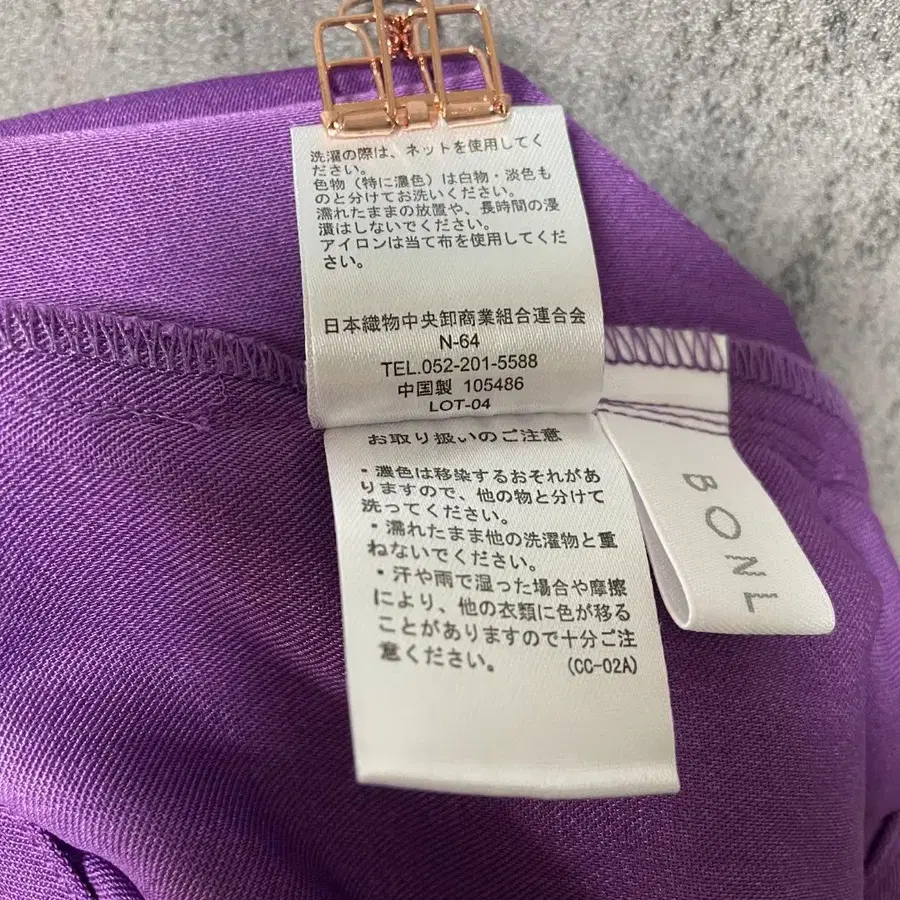 洗濯の際は、ネットを使用してく
ださい。
色物（特に濃色）は白物・淡色も
のと分けてお洗いください。
濡れたままの放置や、長時間の浸
漬はしないでください。
アイロンは当て布を使用してくだ
さい。
日本織物中央卸商業組合連合会
N-64
TEL.052-201-5588
中国製 105486
LOT-04
お取り扱いのご注意
・濃色は移染するおそれがあ
りますので、他の物と分けて
洗ってください。
・濡れたまま他の洗濯物と重
ねないでください。
・汗や雨で湿った場合や摩擦
により、他の衣類に色が移る
ことがありますので十分ご注
意ください。 (CC-02A)
BONL